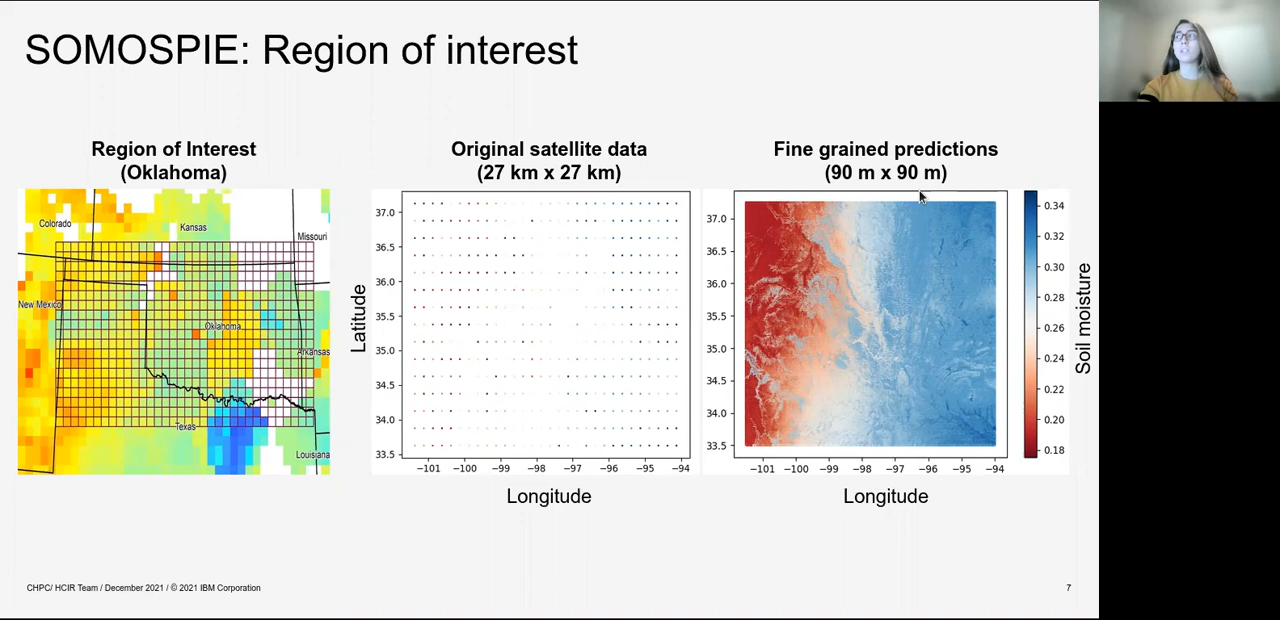 SOMOSPIE: Region of interest
Region of Interest
(Oklahoma)
Colorado
Kansas
Missouri
New Mexico
Oklahoma
Arkansas
Texas
Louisiana
Original satellite data
(27 km x 27 km)
Latitude
37.0
36.5
36.0
35.5
35.0
34.5
34.0
33.5
−101
−100
−99
−98
−97
−96
−95
−94
Longitude
Fine grained predictions
(90 m x 90 m)
37.0
36.5
36.0
35.5
35.0
34.5
34.0
33.5
−101
−100
−99
−98
−97
−96
−95
−94
Longitude
0.34
0.32
0.30
0.28
0.26
0.24
0.22
0.20
0.18
Soil moisture
CHPC/ HCIR Team / December 2021 / © 2021 IBM Corporation
7